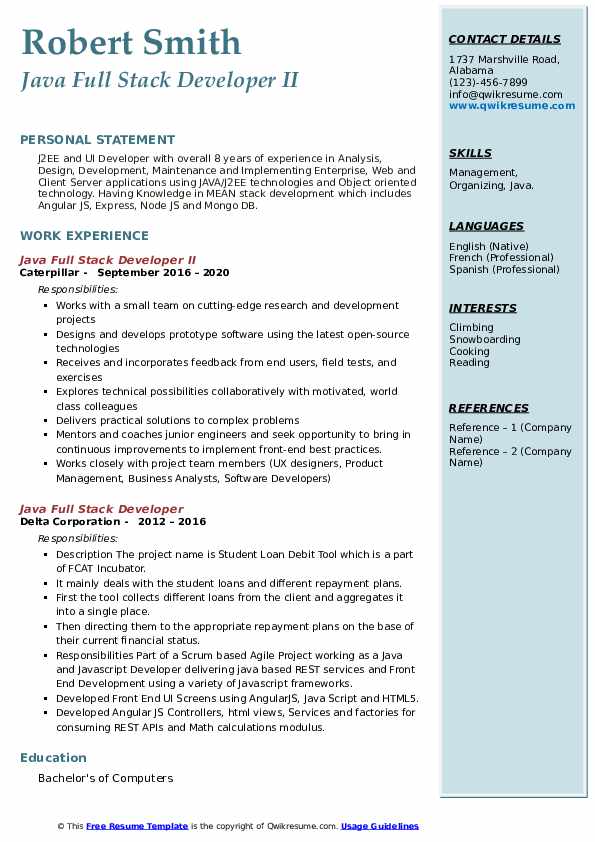 Robert Smith
Java Full Stack Developer II
PERSONAL STATEMENT
J2EE and UI Developer with overall 8 years of experience in Analysis,
Design, Development, Maintenance and Implementing Enterprise, Web and
Client Server applications using JAVA/J2EE technologies and Object oriented
technology. Having Knowledge in MEAN stack development which includes
Angular JS, Express, Node JS and Mongo DB.
WORK EXPERIENCE
Java Full Stack Developer II
Caterpillar - September 2016 – 2020
Responsibilities:
▪ Works with a small team on cutting-edge research and development
projects
▪ Designs and develops prototype software using the latest open-source
technologies
▪ Receives and incorporates feedback from end users, field tests, and
exercises
▪ Explores technical possibilities collaboratively with motivated, world
class colleagues
▪ Delivers practical solutions to complex problems
▪ Mentors and coaches junior engineers and seek opportunity to bring in
continuous improvements to implement front-end best practices.
▪ Works closely with project team members (UX designers, Product
Management, Business Analysts, Software Developers)
Java Full Stack Developer
Delta Corporation - 2012 – 2016
Responsibilities:
▪ Description The project name is Student Loan Debit Tool which is a part
of FCAT Incubator.
▪ It mainly deals with the student loans and different repayment plans.
▪ First the tool collects different loans from the client and aggregates it
into a single place.
▪ Then directing them to the appropriate repayment plans on the base of
their current financial status.
▪ Responsibilities Part of a Scrum based Agile Project working as a Java
and Javascript Developer delivering java based REST services and Front
End Development using a variety of Javascript frameworks.
▪ Developed Front End UI Screens using AngularJS, Java Script and HTML5.
▪ Developed Angular JS Controllers, html views, Services and factories for
consuming REST APIs and Math calculations modulus.
Education
Bachelor's of Computers
CONTACT DETAILS
1737 Marshville Road,
Alabama
(123)-456-7899
info@qwikresume.com
www.qwikresume.com
SKILLS
Management,
Organizing, Java.
LANGUAGES
English (Native)
French (Professional)
Spanish (Professional)
INTERESTS
Climbing
Snowboarding
Cooking
Reading
REFERENCES
Reference – 1 (Company
Name)
Reference – 2 (Company
Name)
© This Free Resume Template is the copyright of Qwikresume.com. Usage Guidelines